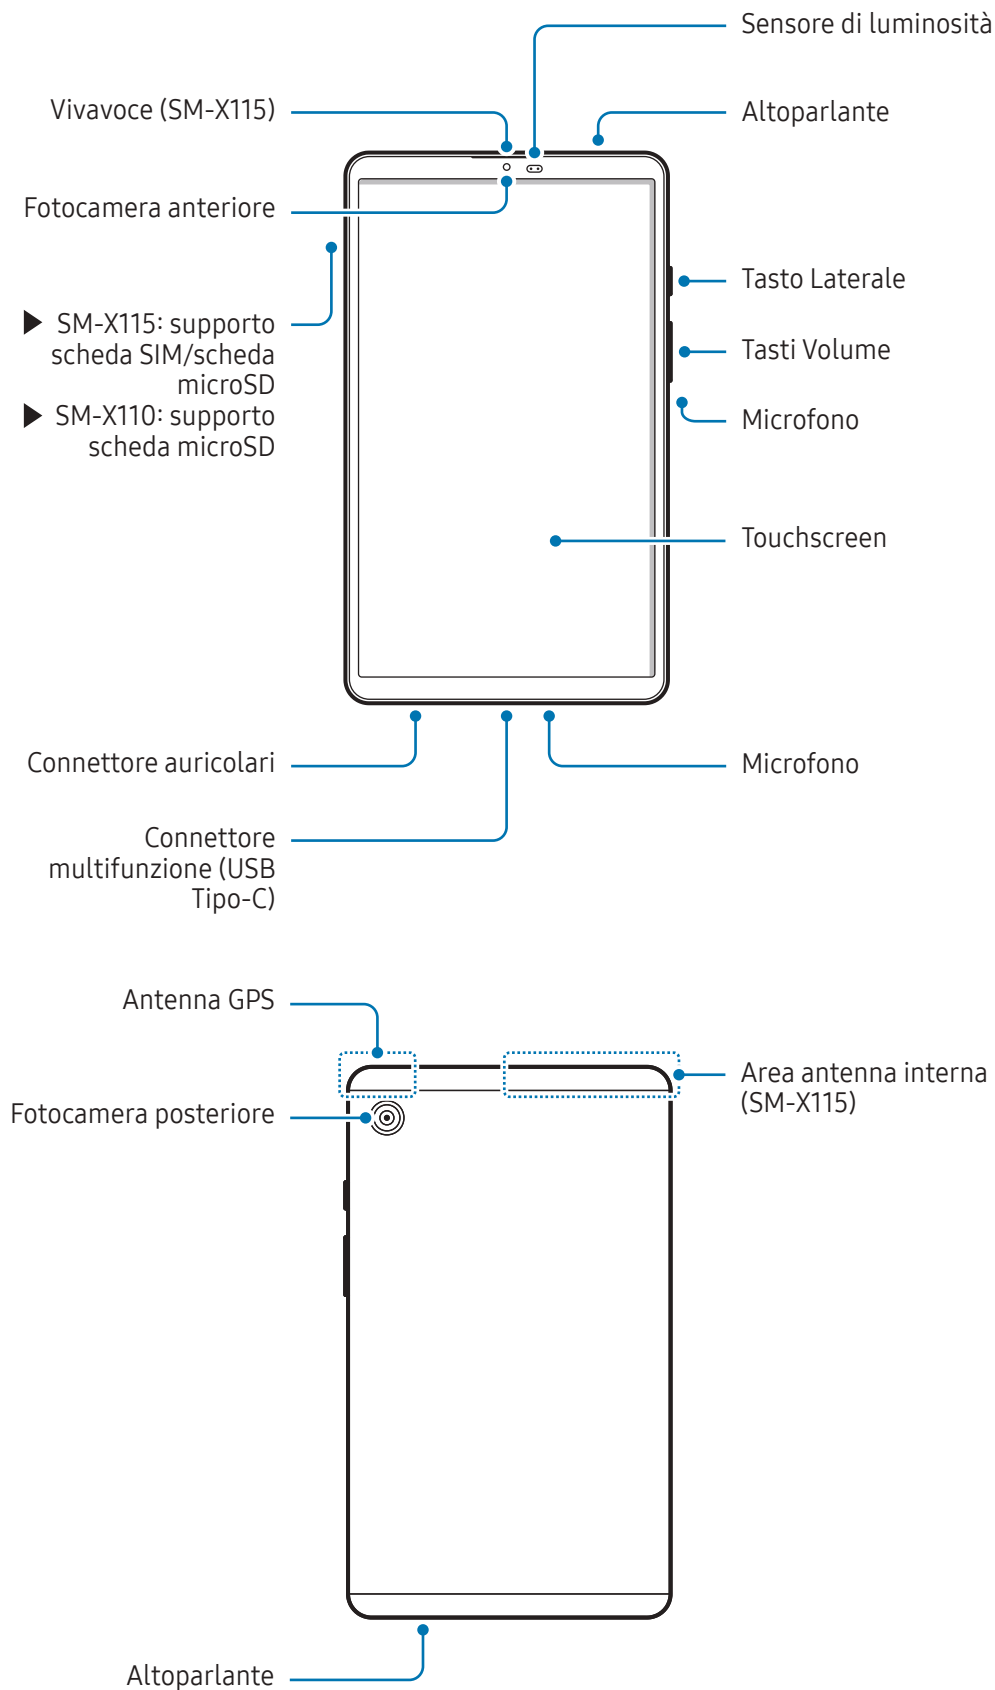 Sensore di luminosità
Vivavoce (SM-X115)
Altoparlante
Fotocamera anteriore
Tasto Laterale
▶ SM-X115: supporto
scheda SIM/scheda
microSD
▶ SM-X110: supporto
scheda microSD
Tasti Volume
Microfono
Touchscreen
Connettore auricolari
Microfono
Connettore
multifunzione (USB
Tipo-C)
Antenna GPS
Area antenna interna
(SM-X115)
Fotocamera posteriore
Altoparlante